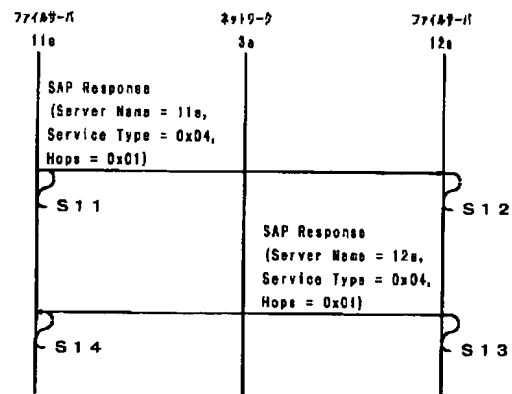 ファイルサーバ
11a
ネットワーク
3a
ファイルサーバ
12a
SAP Response
(Server Name = 11a,
Service Type = 0x04,
Hops = 0x01)
S11
S12
SAP Response
(Server Name = 12a,
Service Type = 0x04,
Hops = 0x01)
S14
S13